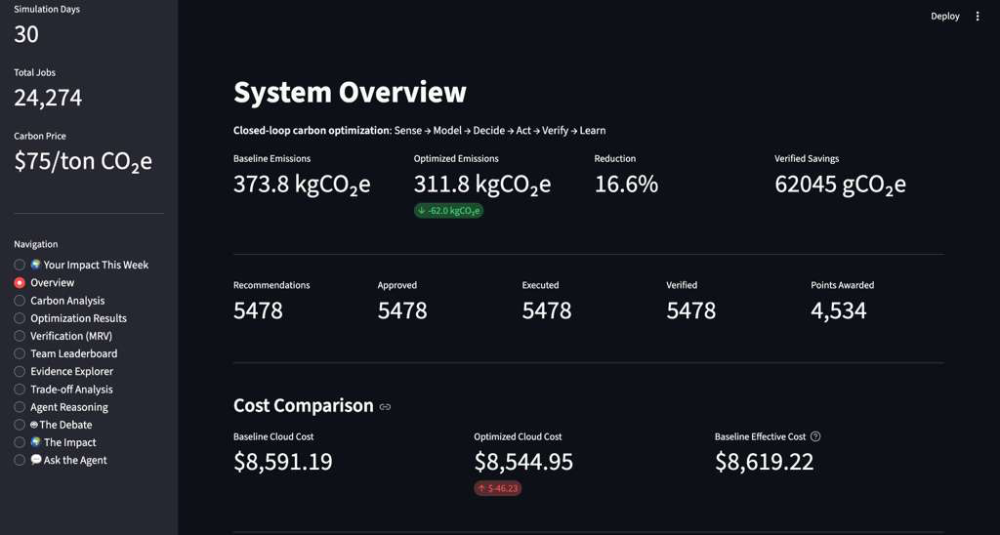 Simulation Days
30
Total Jobs
24,274
Carbon Price
$75/ton CO₂e
Navigation
🌍 Your Impact This Week
Overview
Carbon Analysis
Optimization Results
Verification (MRV)
Team Leaderboard
Evidence Explorer
Trade-off Analysis
Agent Reasoning
The Debate
🌍 The Impact
💬 Ask the Agent
Deploy
System Overview
Closed-loop carbon optimization: Sense → Model → Decide → Act → Verify → Learn
Baseline Emissions Optimized Emissions Reduction Verified Savings
373.8 kgCO₂e 311.8 kgCO₂e 16.6% 62045 gCO₂e
↓ -62.0 kgCO₂e
Recommendations Approved Executed Verified Points Awarded
5478 5478 5478 5478 4,534
Cost Comparison
Baseline Cloud Cost Optimized Cloud Cost Baseline Effective Cost
$8,591.19 $8,544.95 $8,619.22
↑ $-46.23